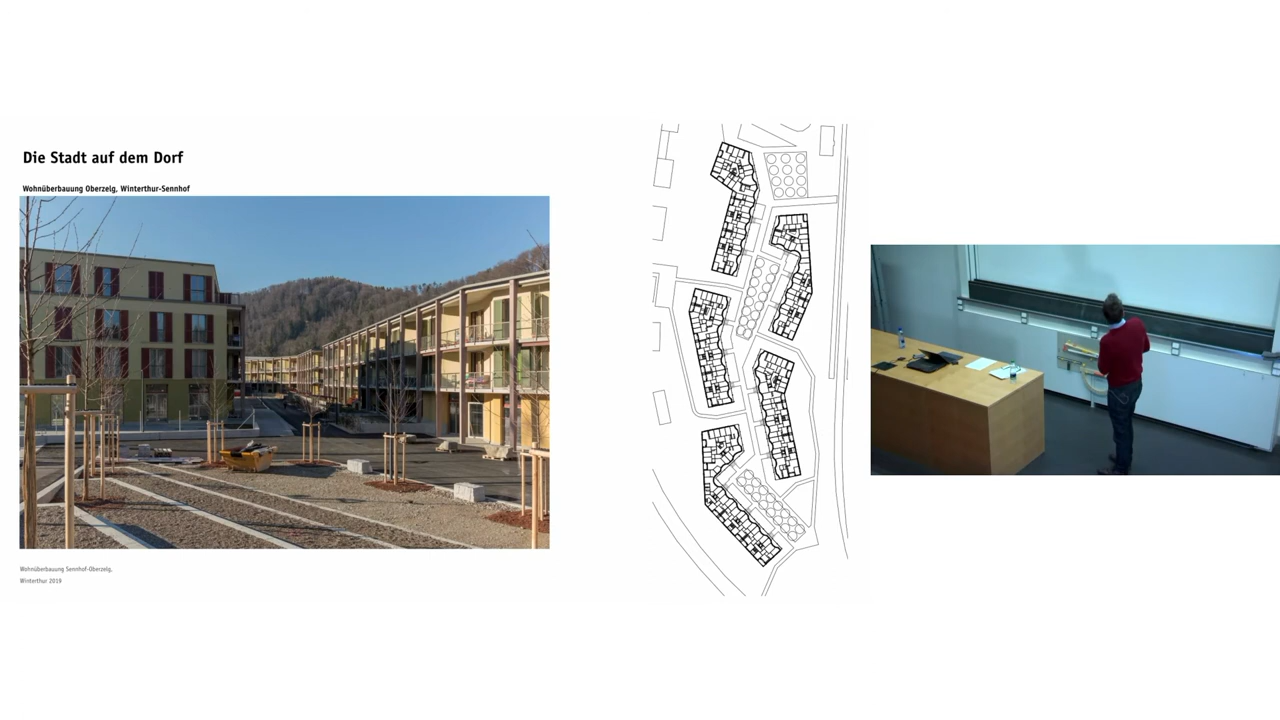 Die Stadt auf dem Dorf
Wohnüberbauung Oberzelg, Winterthur-Sennhof
Wohnüberbauung Sennhof-Oberzelg,
Winterthur 2019